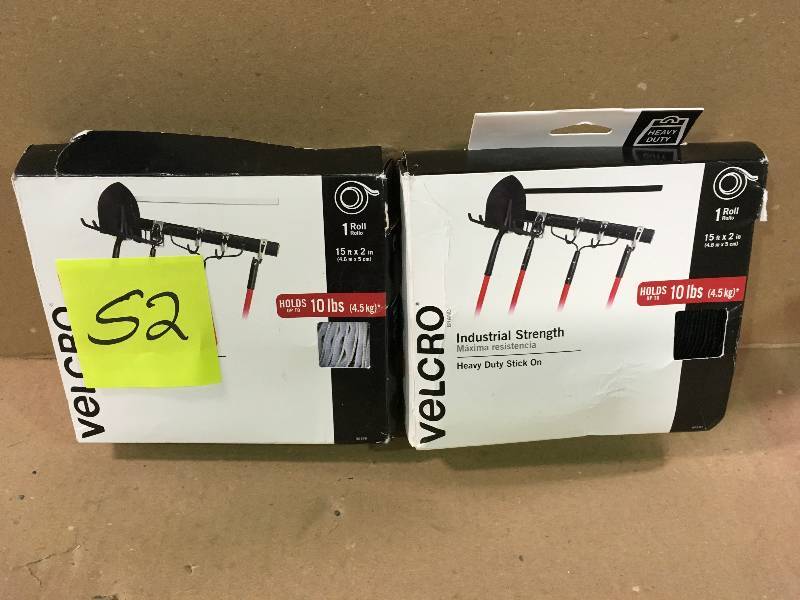 1 Roll
Rollo
15 ft x 2 in
(4.6 m x 5 cm)
HOLDS UP TO 10 lbs (4.5 kg)*
VELCRO
S2
HEAVY DUTY
1 Roll
Rollo
15 ft x 2 in
(4.6 m x 5 cm)
HOLDS UP TO 10 lbs (4.5 kg)*
VELCRO
BRAND
Industrial Strength
Máxima resistencia
Heavy Duty Stick On